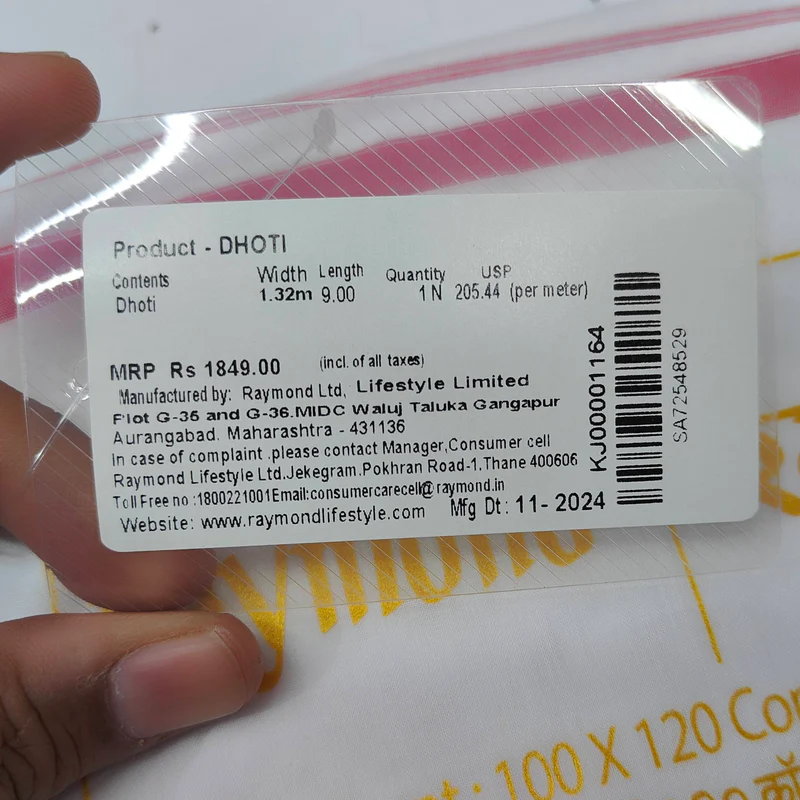 Product - DHOTI
Contents Width Length Quantity USP
Dhoti 1.32m 9.00 1 N 205.44 (per meter)
MRP Rs 1849.00 (incl. of all taxes)
Manufactured by: Raymond Ltd, Lifestyle Limited
Plot G-35 and G-36.MIDC Waluj Taluka Gangapur
Aurangabad. Maharashtra - 431136
In case of complaint .please contact Manager,Consumer cell
Raymond Lifestyle Ltd.Jekegram.Pokhran Road-1.Thane 400606
Toll Free no :1800221001Email:consumercarecell@raymond.in
Website: www.raymondlifestyle.com Mfg Dt: 11- 2024
KJ00001164
SA72548529
: 100 X 120